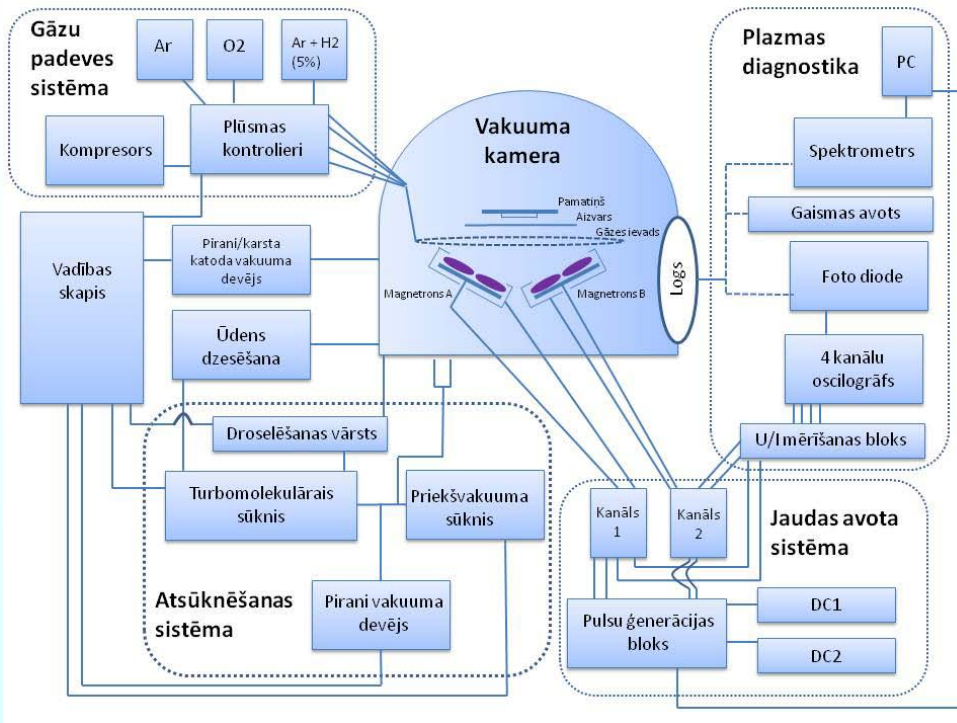 Gāzu
padeves
sistēma
Ar
O2
Ar + H2
(5%)
Kompresors
Plūsmas
kontrolieri
Vakuuma
kamera
Pamatiņš
Aizvars
Gāzes ievads
Magnetrons A
Magnetrons B
Logs
Plazmas
diagnostika
PC
Spektrometrs
Gaismas avots
Foto diode
4 kanālu
oscilogrāfs
U/I mērīšanas bloks
Vadības
skapis
Pirani/karsta
katoda vakuuma
devējs
Ūdens
dzesēšana
Droselēšanas vārsts
Turbomolekulārais
sūknis
Priekšvakuuma
sūknis
Pirani vakuuma
devējs
Atsūknēšanas
sistēma
Kanāls
1
Kanāls
2
Jaudas avota
sistēma
Pulsu ģenerācijas
bloks
DC1
DC2